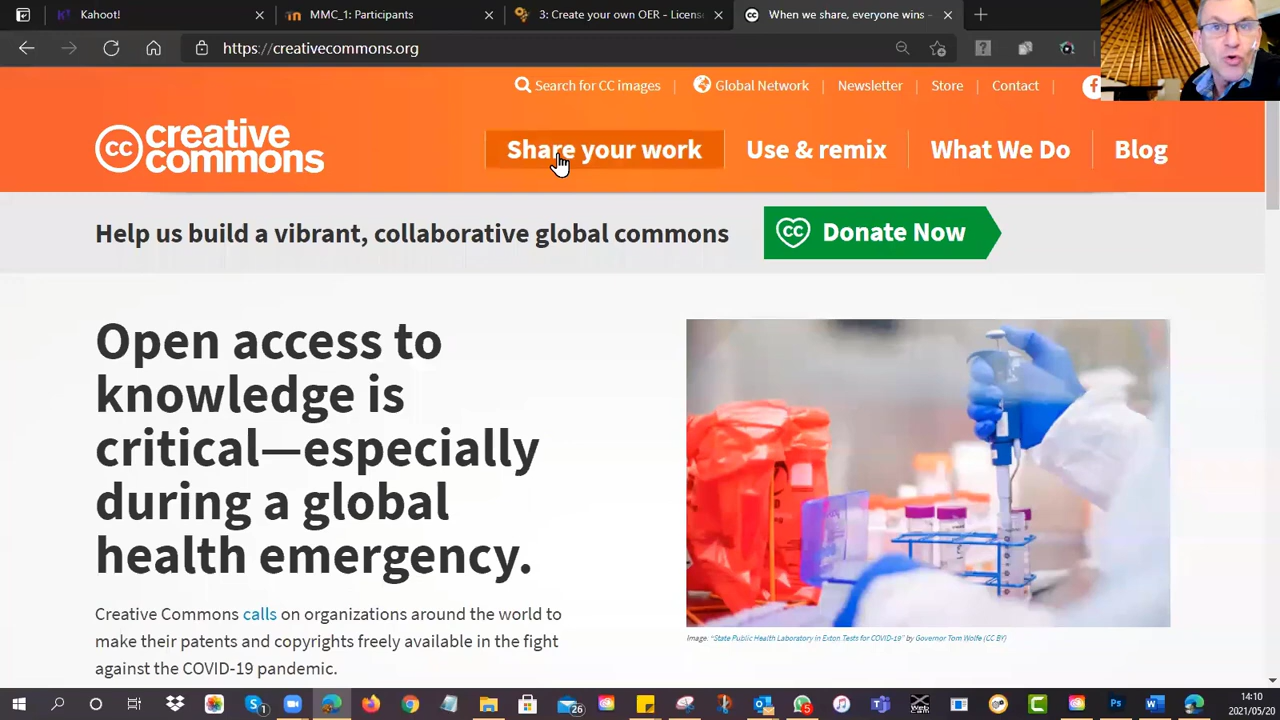 Kahoot!
MMC_1: Participants
3: Create your own OER - License
When we share, everyone wins -
https://creativecommons.org
Search for CC images
Global Network
Newsletter
Store
Contact
cc creative commons
Share your work
Use & remix
What We Do
Blog
Help us build a vibrant, collaborative global commons
Donate Now
Open access to
knowledge is
critical—especially
during a global
health emergency.
Creative Commons calls on organizations around the world to
make their patents and copyrights freely available in the fight
against the COVID-19 pandemic.
Image: "State Public Health Laboratory in Exton Tests for COVID-19" by Governor Tom Wolfe (CC BY)
14:10
2021/05/20